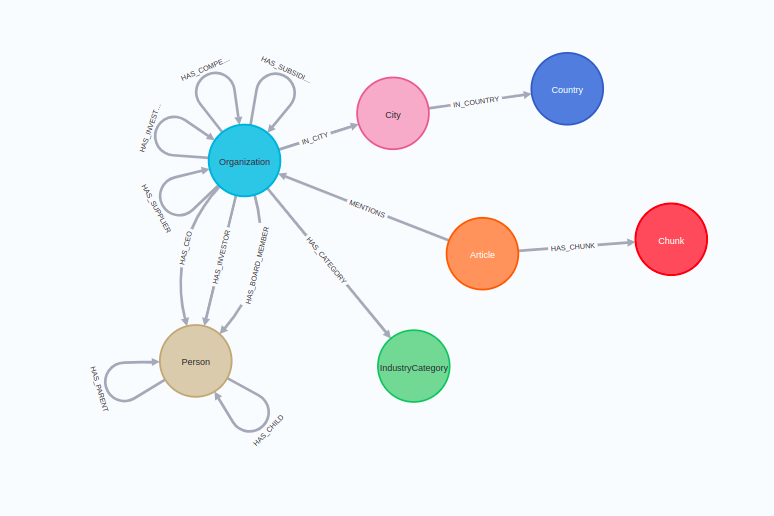 HAS_COMPE...
HAS_SUBSIDI...
Country
HAS_INVEST...
IN_COUNTRY
City
IN_CITY
Organization
HAS_SUPPLIER
MENTIONS
Article
HAS_CHUNK
Chunk
HAS_CEO
HAS_INVESTOR
HAS_BOARD_MEMBER
HAS_CATEGORY
Person
IndustryCategory
HAS_PARENT
HAS_CHILD